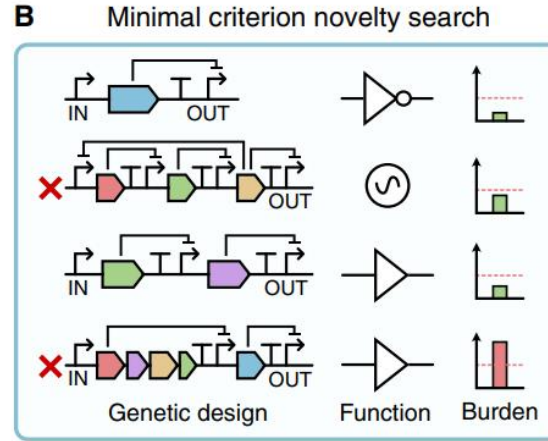 B Minimal criterion novelty search
IN OUT
OUT
IN OUT
IN OUT
Genetic design Function Burden